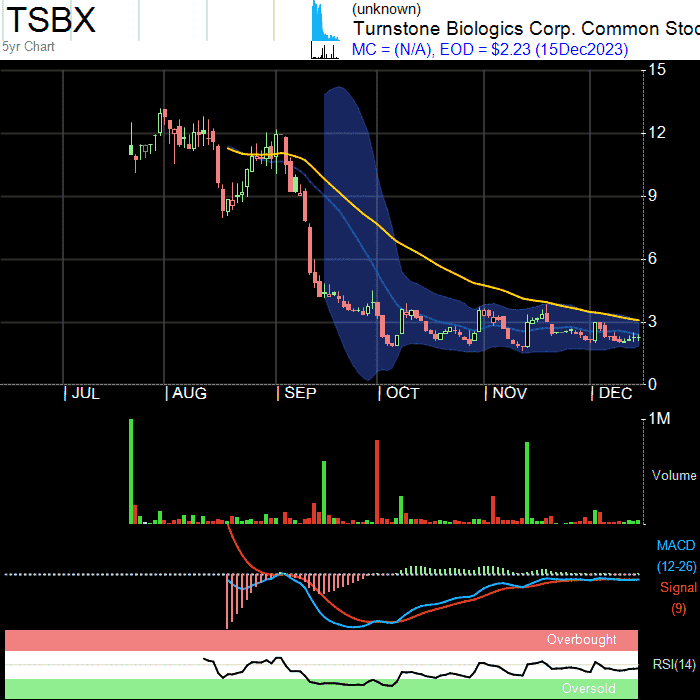 TSBX
5yr Chart
(unknown)
Turnstone Biologics Corp. Common Stoc
MC = (N/A), EOD = $2.23 (15Dec2023)
15
12
9
6
3
0
JUL AUG SEP OCT NOV DEC
1M
Volume
MACD
(12-26)
Signal
(9)
Overbought
RSI(14)
Oversold